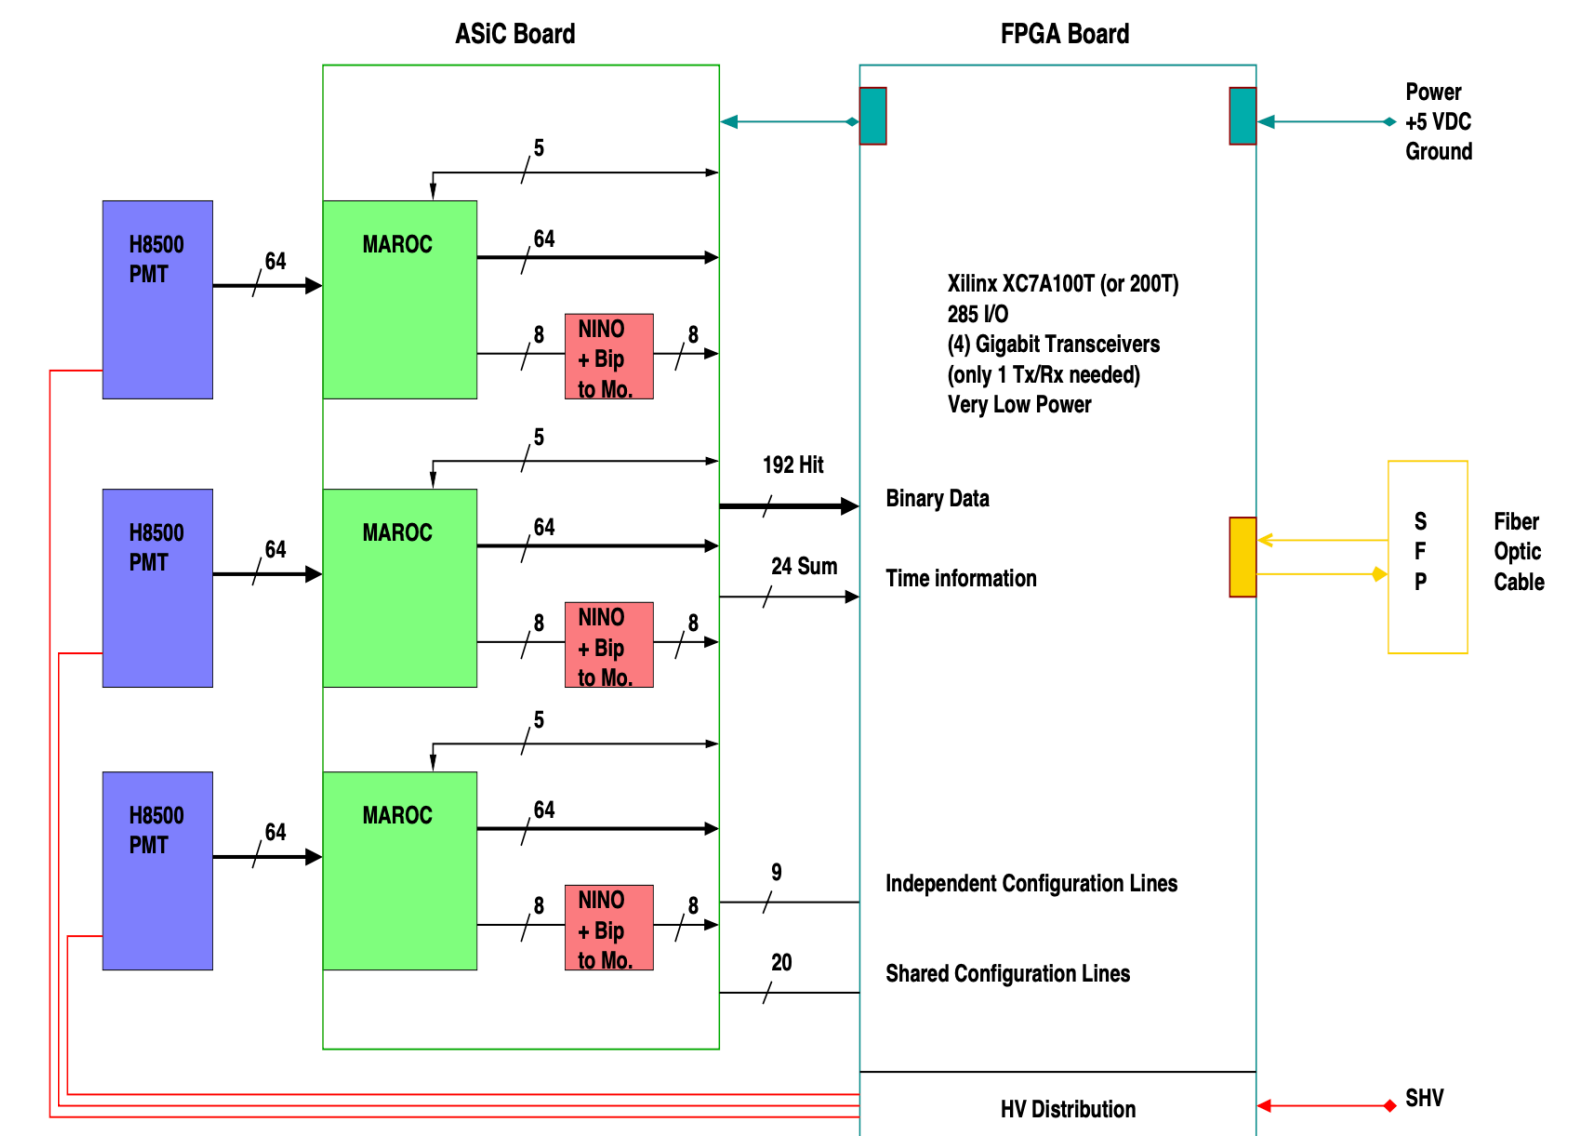 ASiC Board
FPGA Board
Power
+5 VDC
Ground
5
H8500
PMT
64
MAROC
64
8
NINO
+ Bip
to Mo.
8
Xilinx XC7A100T (or 200T)
285 I/O
(4) Gigabit Transceivers
(only 1 Tx/Rx needed)
Very Low Power
5
H8500
PMT
64
MAROC
64
8
NINO
+ Bip
to Mo.
8
192 Hit
Binary Data
24 Sum
Time information
S
F
P
Fiber
Optic
Cable
5
H8500
PMT
64
MAROC
64
8
NINO
+ Bip
to Mo.
8
9
Independent Configuration Lines
20
Shared Configuration Lines
HV Distribution
SHV